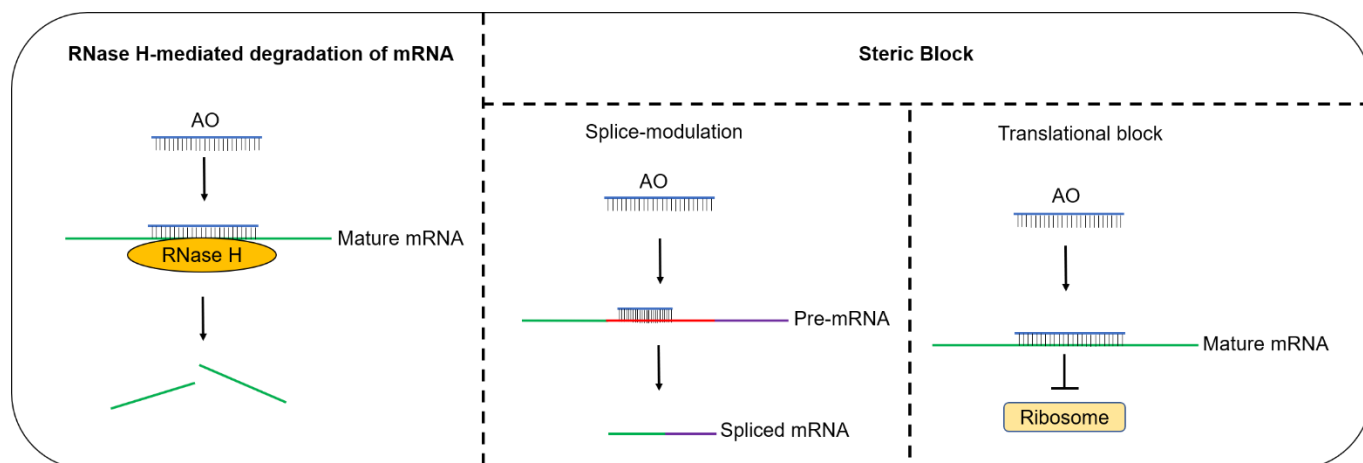 RNase H-mediated degradation of mRNA
AO
Mature mRNA
RNase H
Steric Block
Splice-modulation
AO
Pre-mRNA
Spliced mRNA
Translational block
AO
Mature mRNA
Ribosome